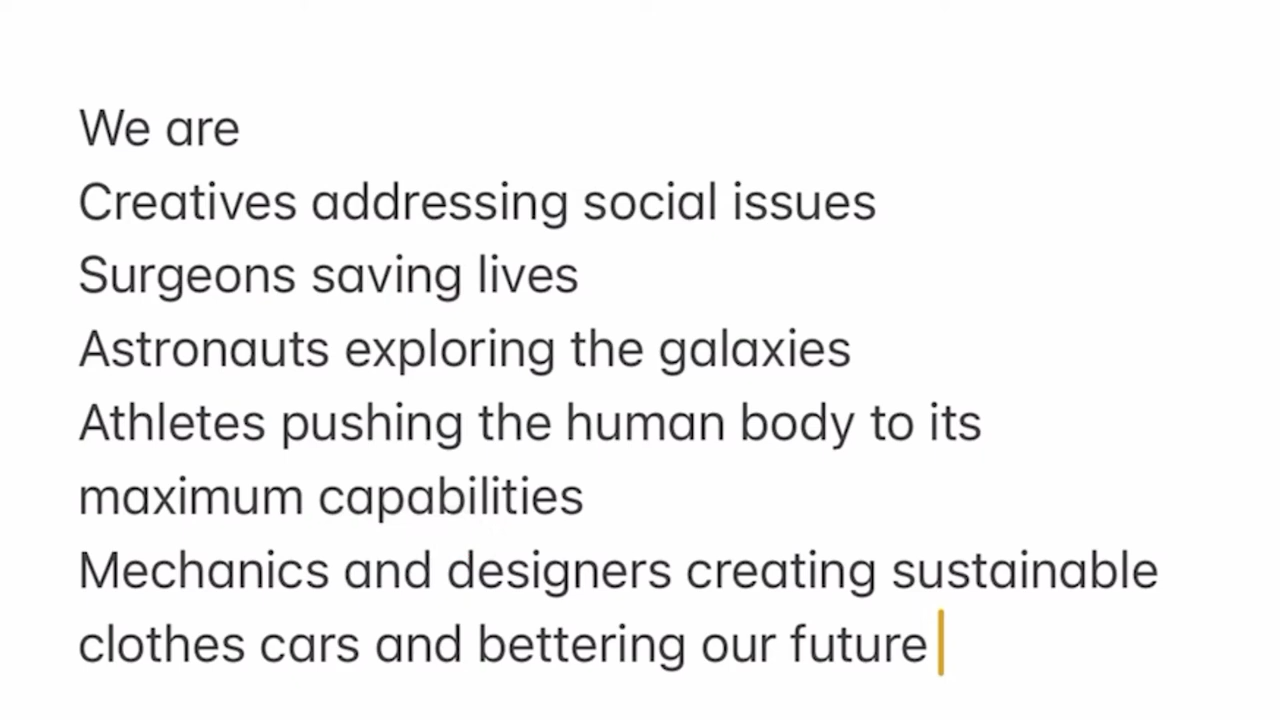 We are
Creatives addressing social issues
Surgeons saving lives
Astronauts exploring the galaxies
Athletes pushing the human body to its
maximum capabilities
Mechanics and designers creating sustainable
clothes cars and bettering our future